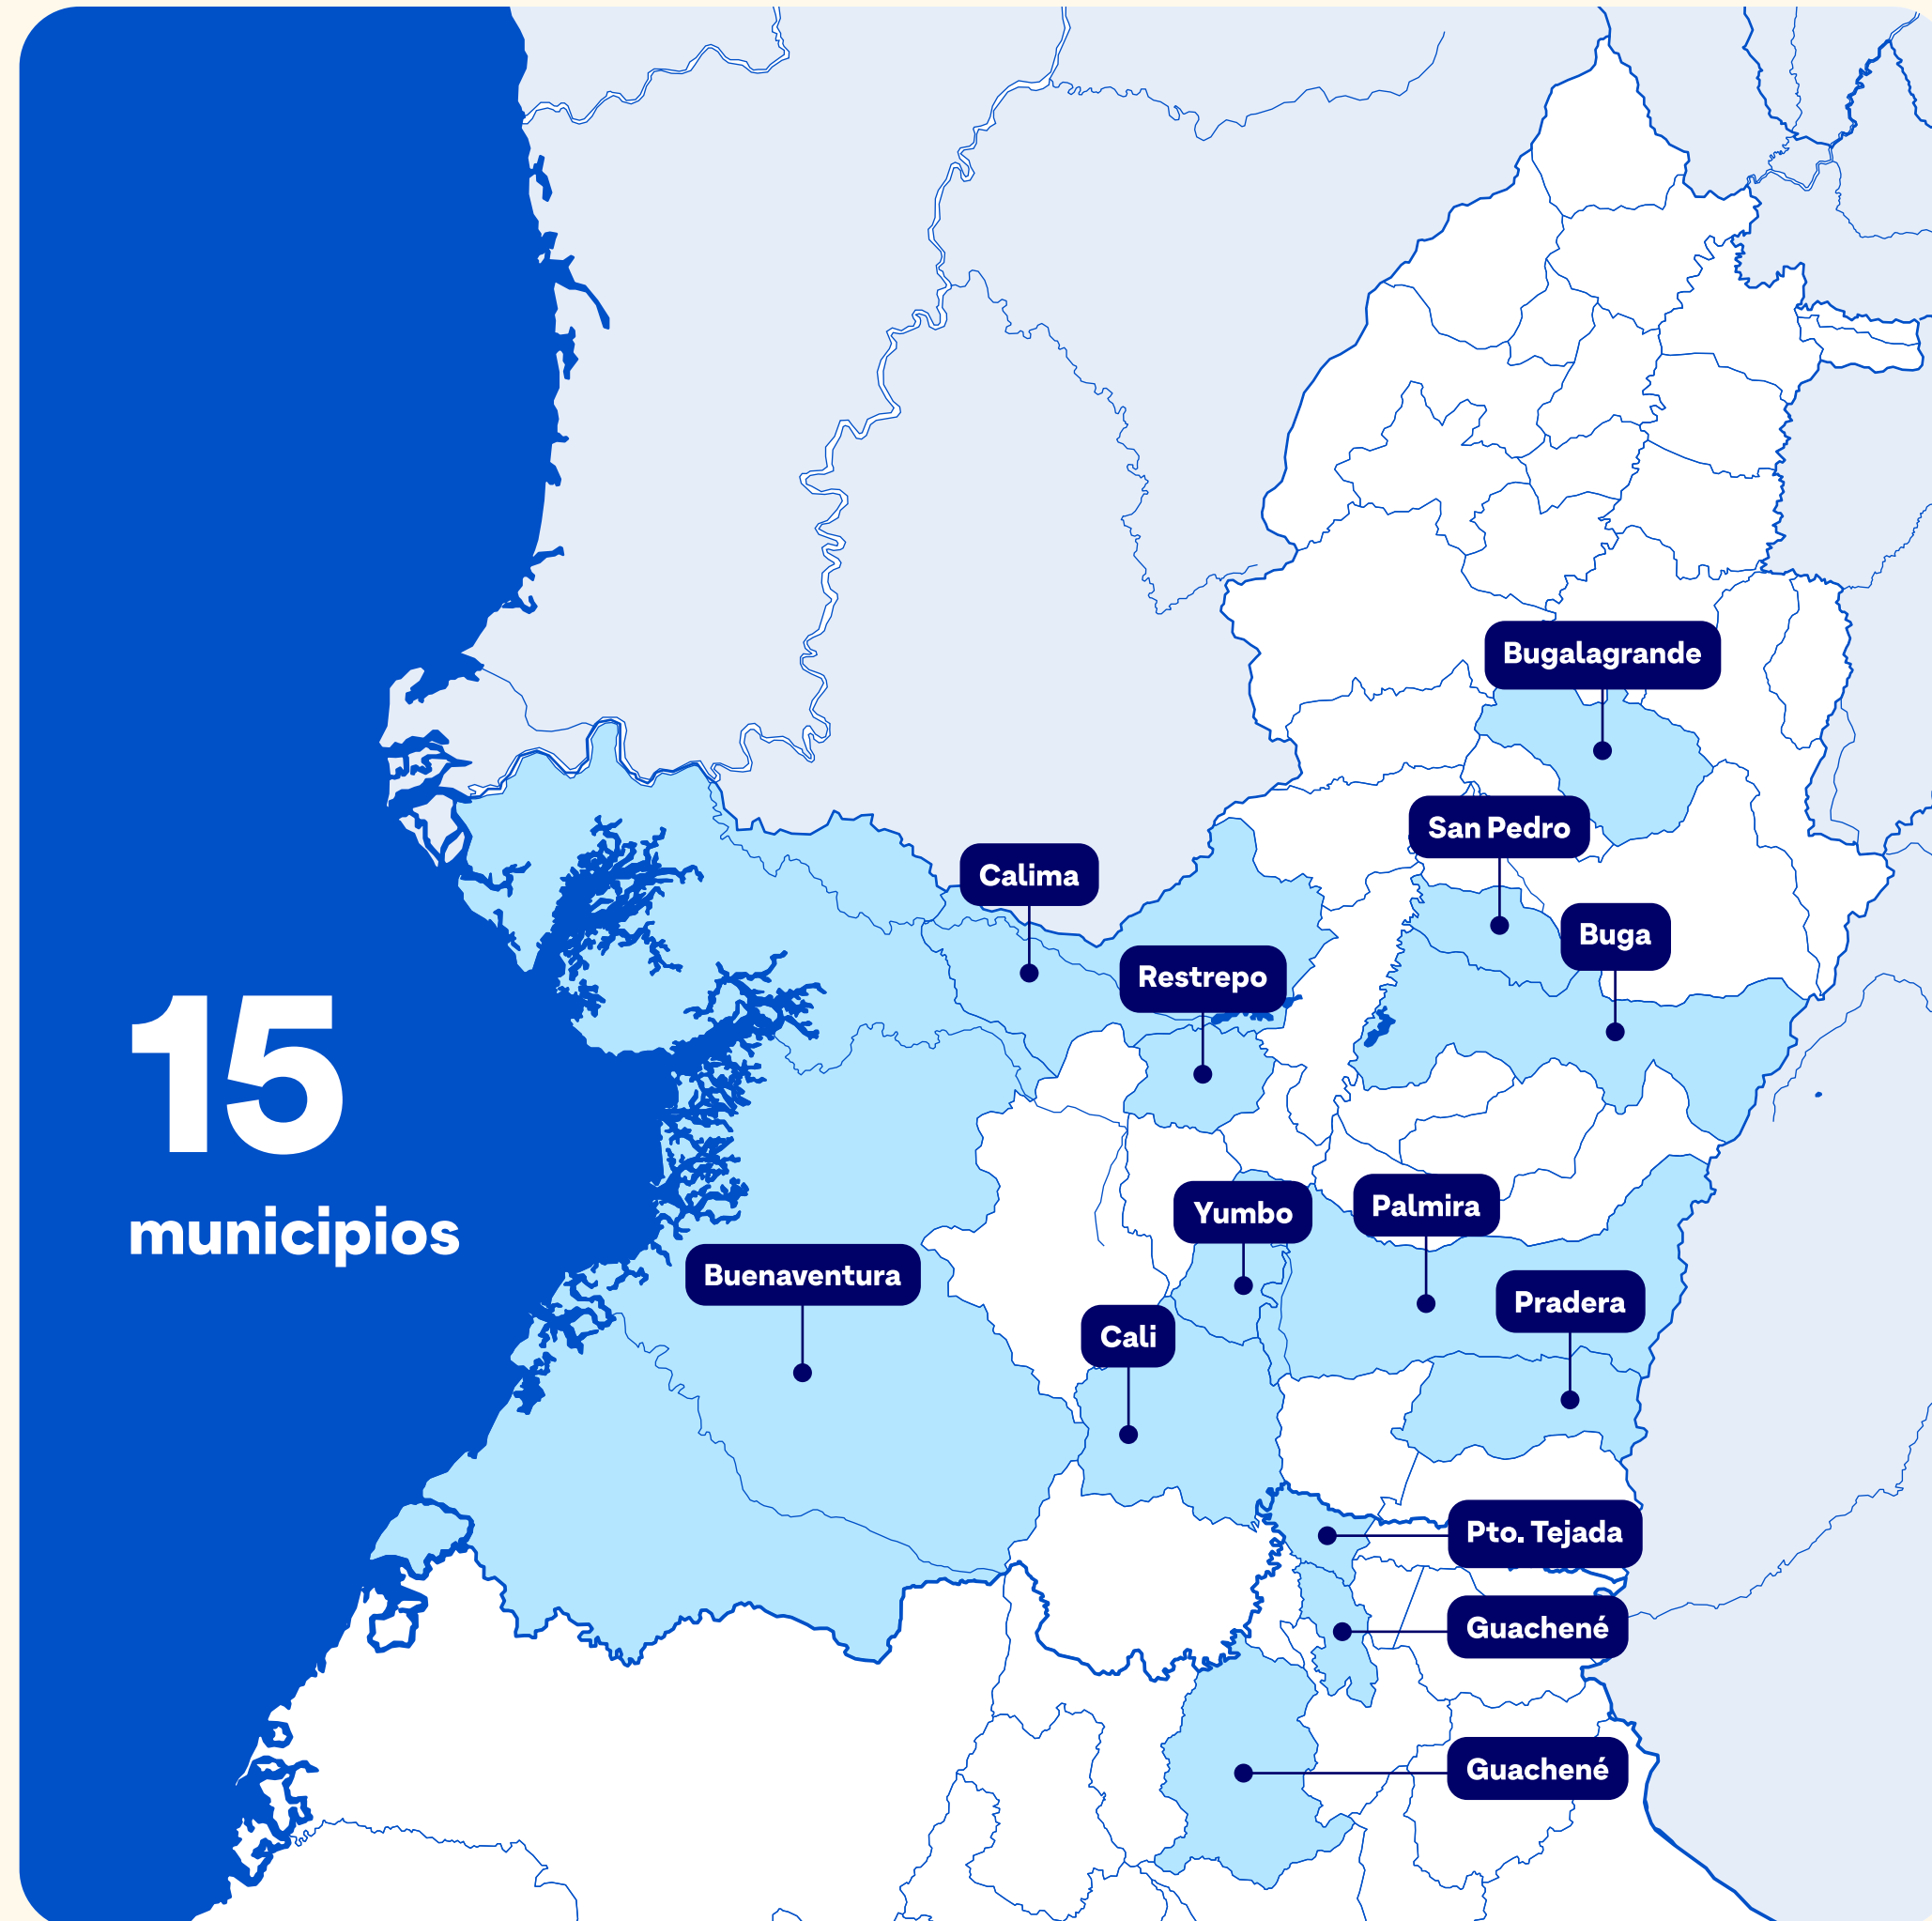 Bugalagrande
San Pedro
Calima
Buga
Restrepo
15
municipios
Yumbo
Palmira
Buenaventura
Pradera
Cali
Pto. Tejada
Guachené
Guachené